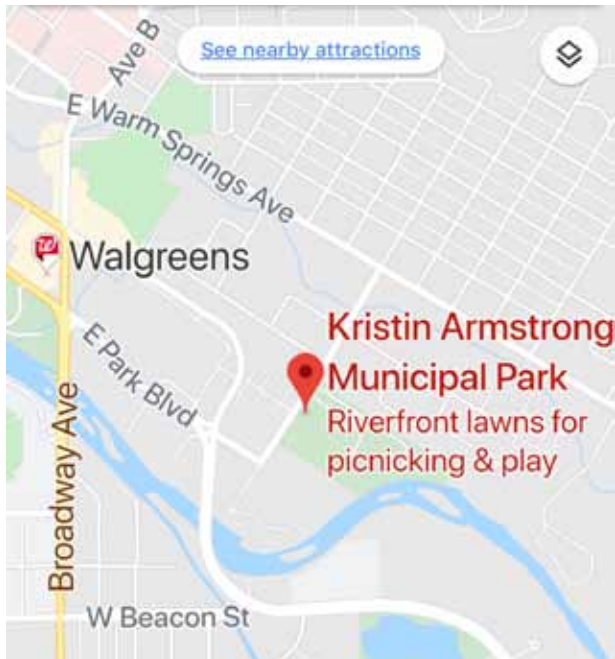 See nearby attractions
Ave B
E Warm Springs Ave
Walgreens
Kristin Armstrong
Municipal Park
Riverfront lawns for
picnicking & play
E Park Blvd
Broadway Ave
W Beacon St